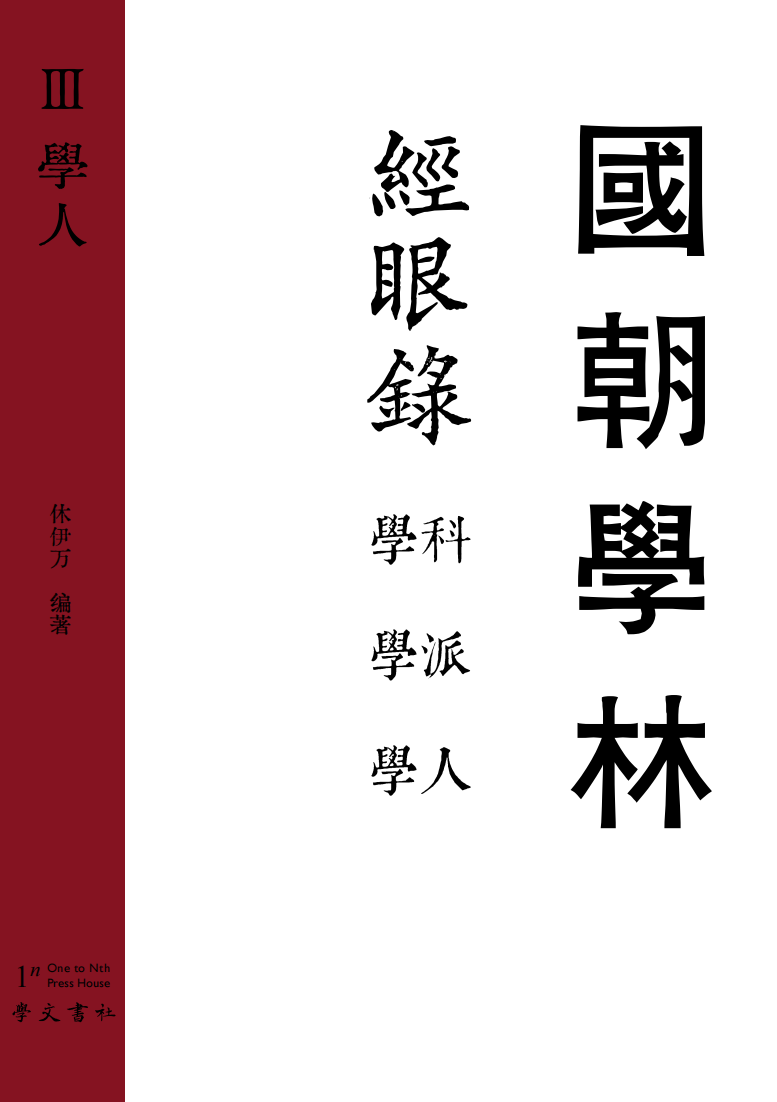 國朝學林
經眼錄
學科
學派
學人
III 學人
休伊万 编著
1n
One to Nth
Press House
學文書社